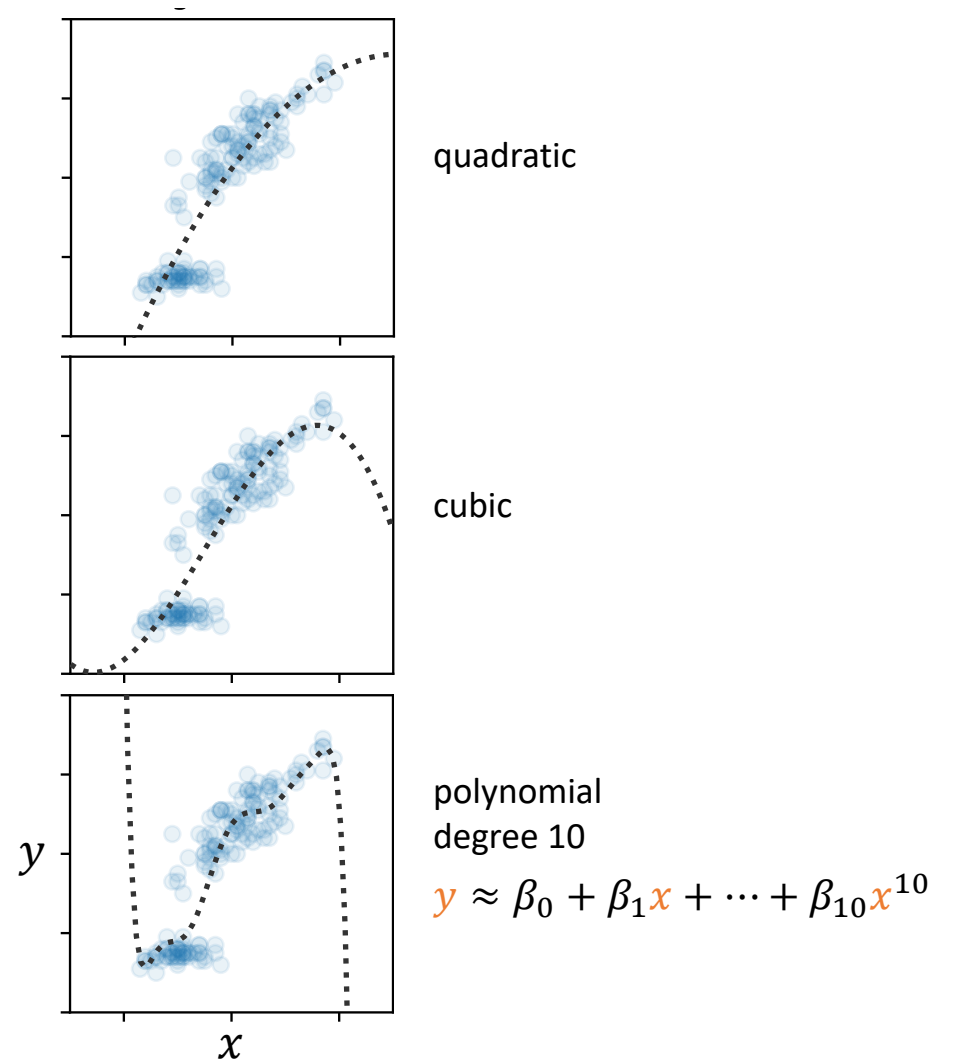 quadratic
cubic
polynomial
degree 10
y
y ≈ β₀ + β₁x + ⋯ + β₁₀x¹⁰
x